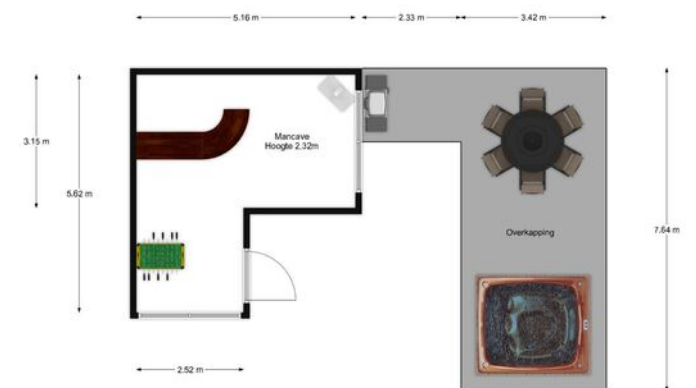 5.16 m
2.33 m
3.42 m
3.15 m
5.62 m
Mancave
Hoogte 2,32m
Overkapping
7.64 m
2.52 m